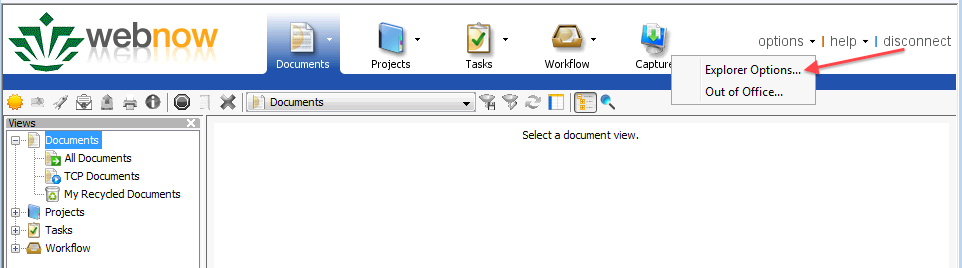 webnow
Documents
Projects
Tasks
Workflow
Capture
options
help
disconnect
Explorer Options...
Out of Office...
Documents
Views
Documents
All Documents
TCP Documents
My Recycled Documents
Projects
Tasks
Workflow
Select a document view.